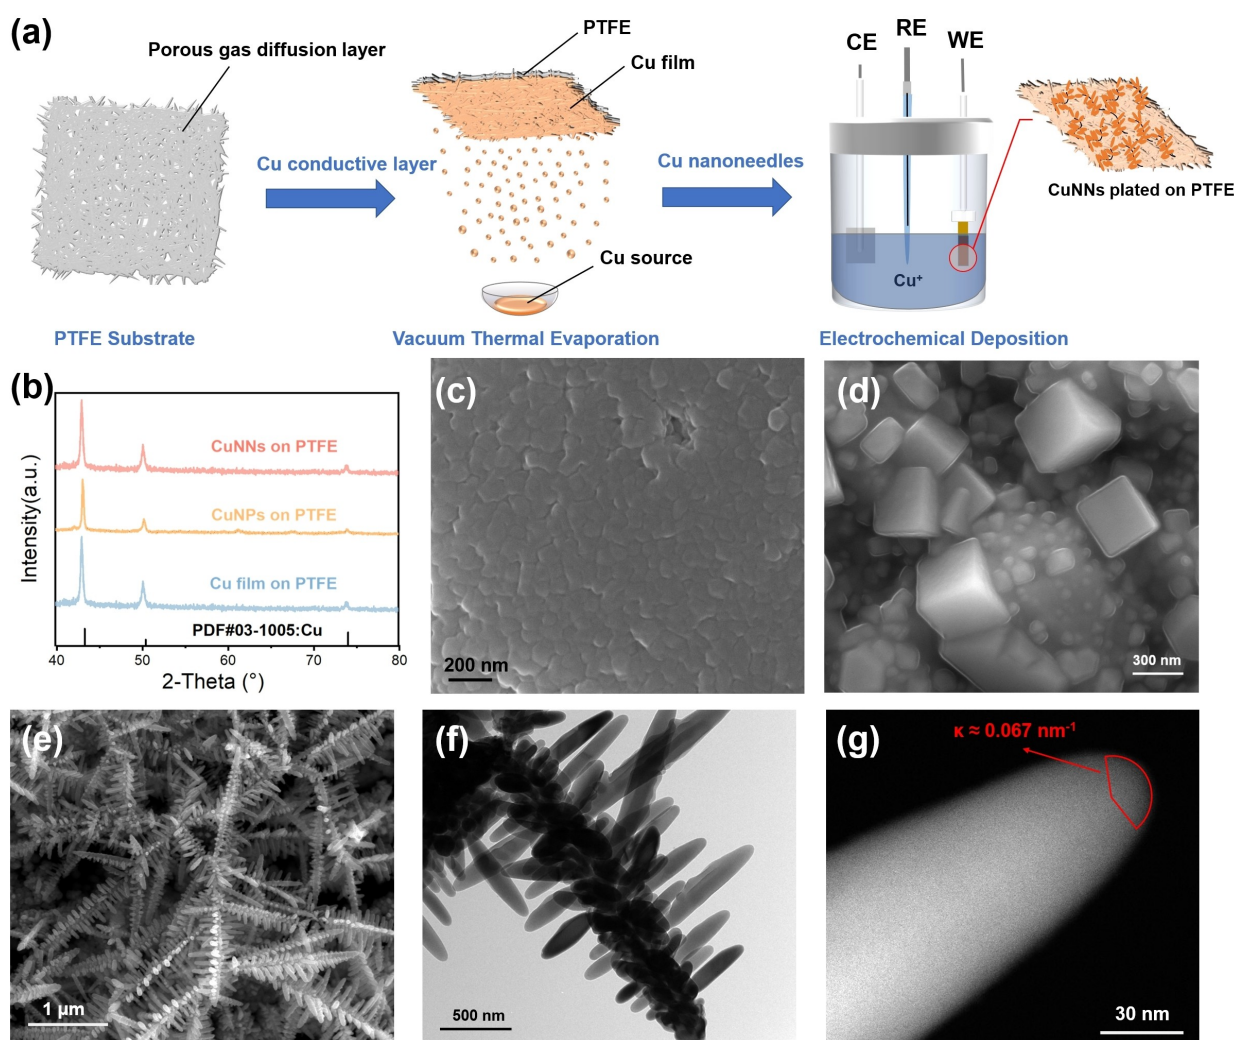 (a)
Porous gas diffusion layer
PTFE
Cu film
CE
RE
WE
Cu conductive layer
Cu nanoneedles
CuNNs plated on PTFE
Cu source
Cu⁺
PTFE Substrate
Vacuum Thermal Evaporation
Electrochemical Deposition
(b)
CuNNs on PTFE
CuNPs on PTFE
Cu film on PTFE
PDF#03-1005:Cu
Intensity(a.u.)
40 50 60 70 80
2-Theta (°)
(c)
200 nm
(d)
300 nm
(e)
1 μm
(f)
500 nm
(g)
κ ≈ 0.067 nm⁻¹
30 nm